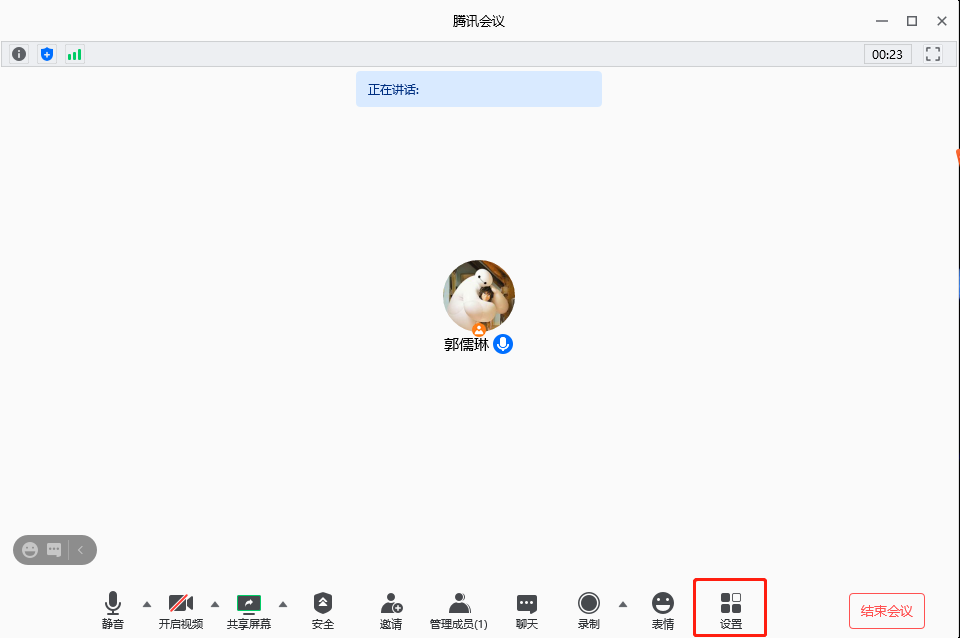 腾讯会议
00:23
正在讲话:
郭儒琳
静音
开启视频
共享屏幕
安全
邀请
管理成员(1)
聊天
录制
表情
设置
结束会议